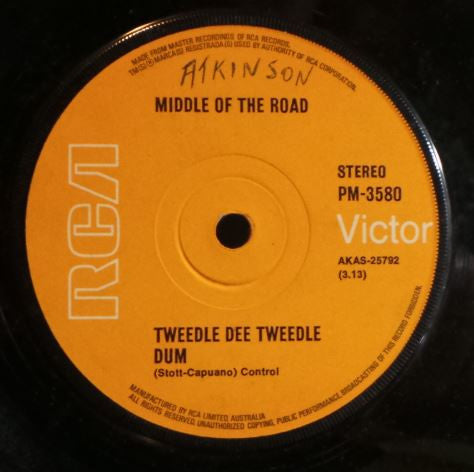 MADE FROM MASTER RECORDINGS OF RCA RECORDS.
TM(S) ® MARCA(S) REGISTRADA(S) USED BY AUTHORITY OF RCA CORPORATION.
ATKINSON
MIDDLE OF THE ROAD
STEREO
PM-3580
RCA
Victor
AKAS-25792
(3.13)
TWEEDLE DEE TWEEDLE
DUM
(Stott-Capuano) Control
MANUFACTURED BY RCA LIMITED, AUSTRALIA
ALL RIGHTS RESERVED. UNAUTHORIZED COPYING, PUBLIC PERFORMANCE, BROADCASTING OF THIS RECORD FORBIDDEN.